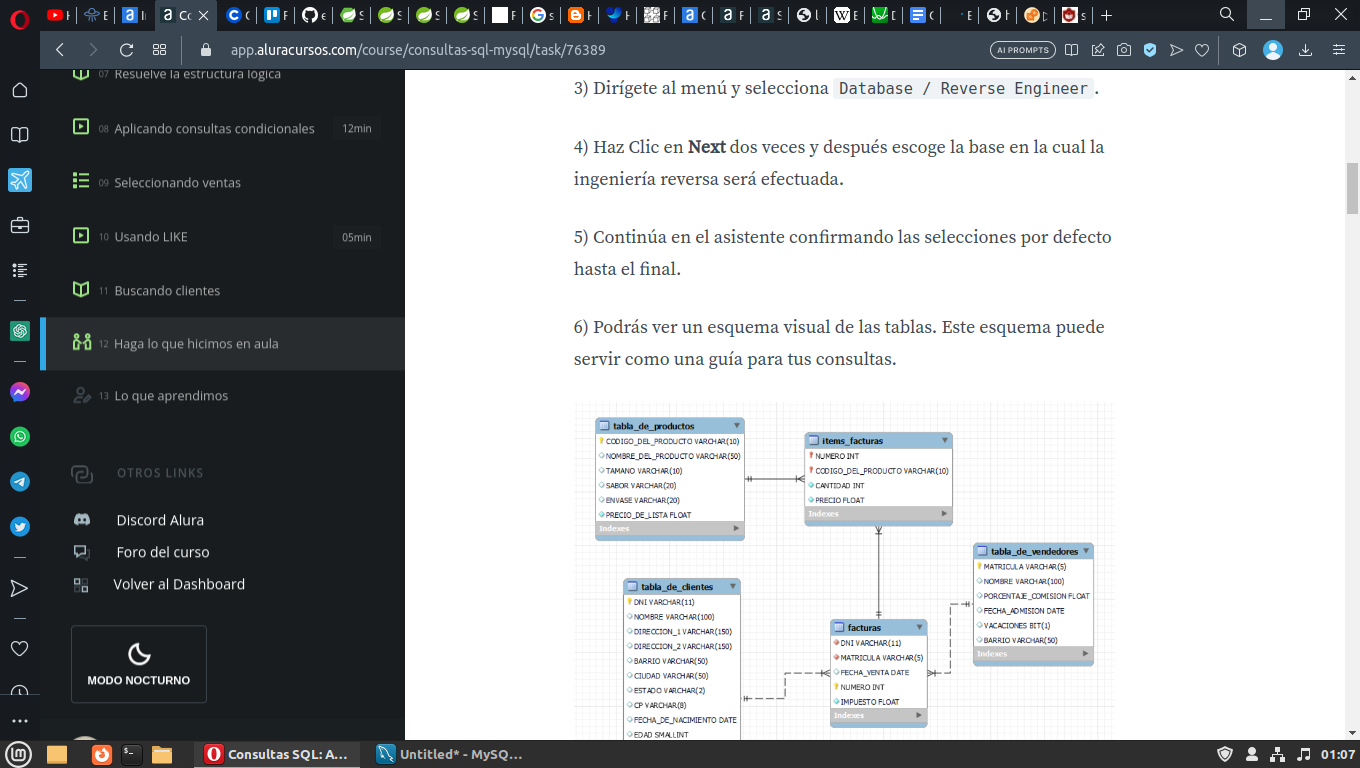 app.aluracursos.com/course/consultas-sql-mysql/task/76389
AI PROMPTS
07 Resuelve la estructura lógica
08 Aplicando consultas condicionales 12min
09 Seleccionando ventas
10 Usando LIKE 05min
11 Buscando clientes
12 Haga lo que hicimos en aula
13 Lo que aprendimos
OTROS LINKS
Discord Alura
Foro del curso
Volver al Dashboard
MODO NOCTURNO
3) Dirígete al menú y selecciona Database / Reverse Engineer.
4) Haz Clic en Next dos veces y después escoge la base en la cual la
ingeniería reversa será efectuada.
5) Continúa en el asistente confirmando las selecciones por defecto
hasta el final.
6) Podrás ver un esquema visual de las tablas. Este esquema puede
servir como una guía para tus consultas.
tabla_de_productos
CODIGO_DEL_PRODUCTO VARCHAR(10)
NOMBRE_DEL_PRODUCTO VARCHAR(50)
TAMANO VARCHAR(10)
SABOR VARCHAR(20)
ENVASE VARCHAR(20)
PRECIO_DE_LISTA FLOAT
Indexes
items_facturas
NUMERO INT
CODIGO_DEL_PRODUCTO VARCHAR(10)
CANTIDAD INT
PRECIO FLOAT
Indexes
tabla_de_vendedores
MATRICULA VARCHAR(5)
NOMBRE VARCHAR(100)
PORCENTAJE_COMISION FLOAT
FECHA_ADMISION DATE
VACACIONES BIT(1)
BARRIO VARCHAR(50)
Indexes
tabla_de_clientes
DNI VARCHAR(11)
NOMBRE VARCHAR(100)
DIRECCION_1 VARCHAR(150)
DIRECCION_2 VARCHAR(150)
BARRIO VARCHAR(50)
CIUDAD VARCHAR(50)
ESTADO VARCHAR(2)
CP VARCHAR(8)
FECHA_DE_NACIMIENTO DATE
EDAD SMALLINT
facturas
DNI VARCHAR(11)
MATRICULA VARCHAR(5)
FECHA_VENTA DATE
NUMERO INT
IMPUESTO FLOAT
Indexes
Consultas SQL: A...
Untitled* - MySQ...
01:07